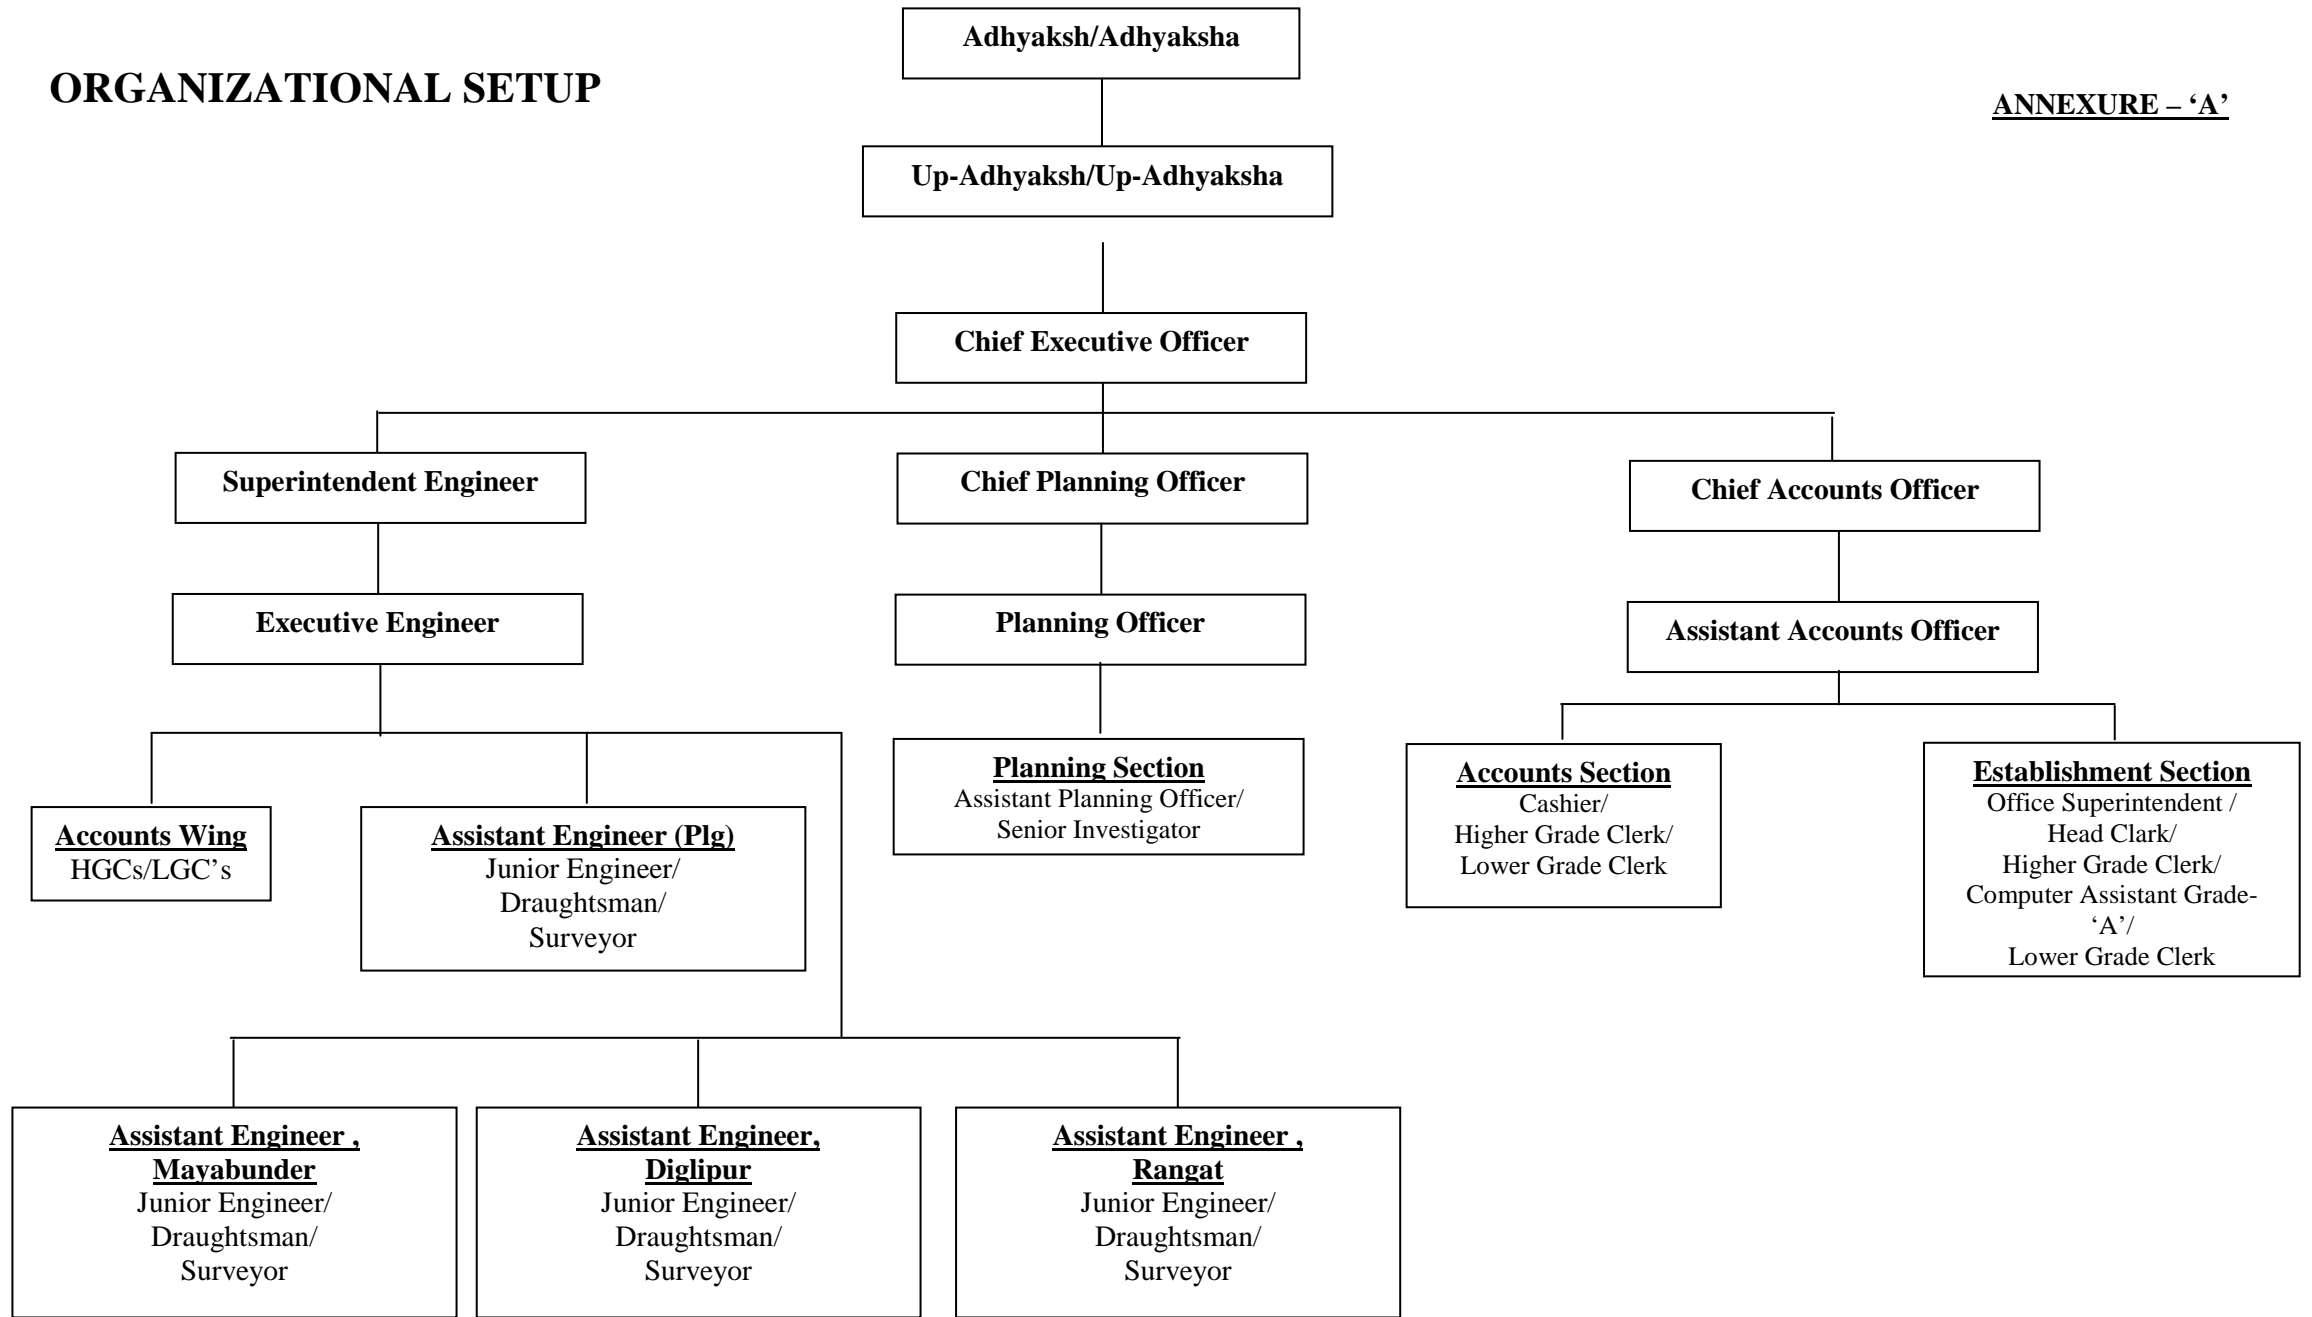 Adhyaksh/Adhyaksha
ORGANIZATIONAL SETUP
ANNEXURE – ‘A’
Up-Adhyaksh/Up-Adhyaksha
Chief Executive Officer
Superintendent Engineer
Chief Planning Officer
Chief Accounts Officer
Executive Engineer
Planning Officer
Assistant Accounts Officer
Accounts Wing
HGCs/LGC’s
Assistant Engineer (Plg)
Junior Engineer/
Draughtsman/
Surveyor
Planning Section
Assistant Planning Officer/
Senior Investigator
Accounts Section
Cashier/
Higher Grade Clerk/
Lower Grade Clerk
Establishment Section
Office Superintendent /
Head Clark/
Higher Grade Clerk/
Computer Assistant Grade-
‘A’/
Lower Grade Clerk
Assistant Engineer ,
Mayabunder
Junior Engineer/
Draughtsman/
Surveyor
Assistant Engineer,
Diglipur
Junior Engineer/
Draughtsman/
Surveyor
Assistant Engineer ,
Rangat
Junior Engineer/
Draughtsman/
Surveyor